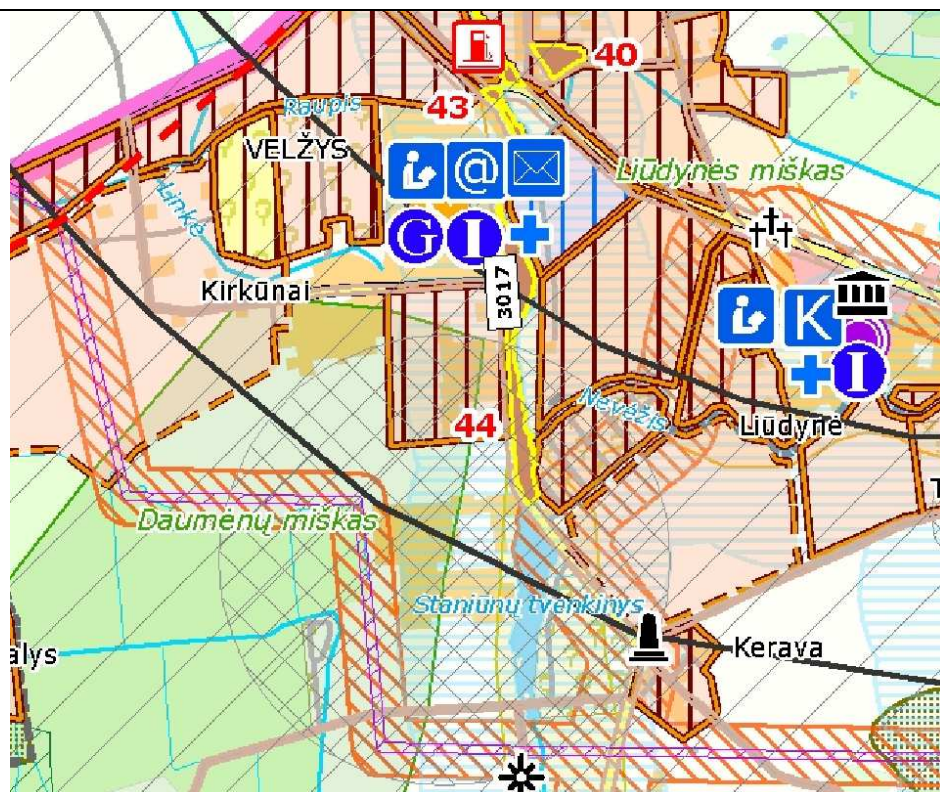 40
43
Raupis
VELŽYS
@
Liūdynės miškas
Linkė
G
I
Kirkūnai
3017
K
I
Nevėžis
44
Liūdynė
T
Daumėnų miškas
Staniūnų tvenkinys
alys
Kerava